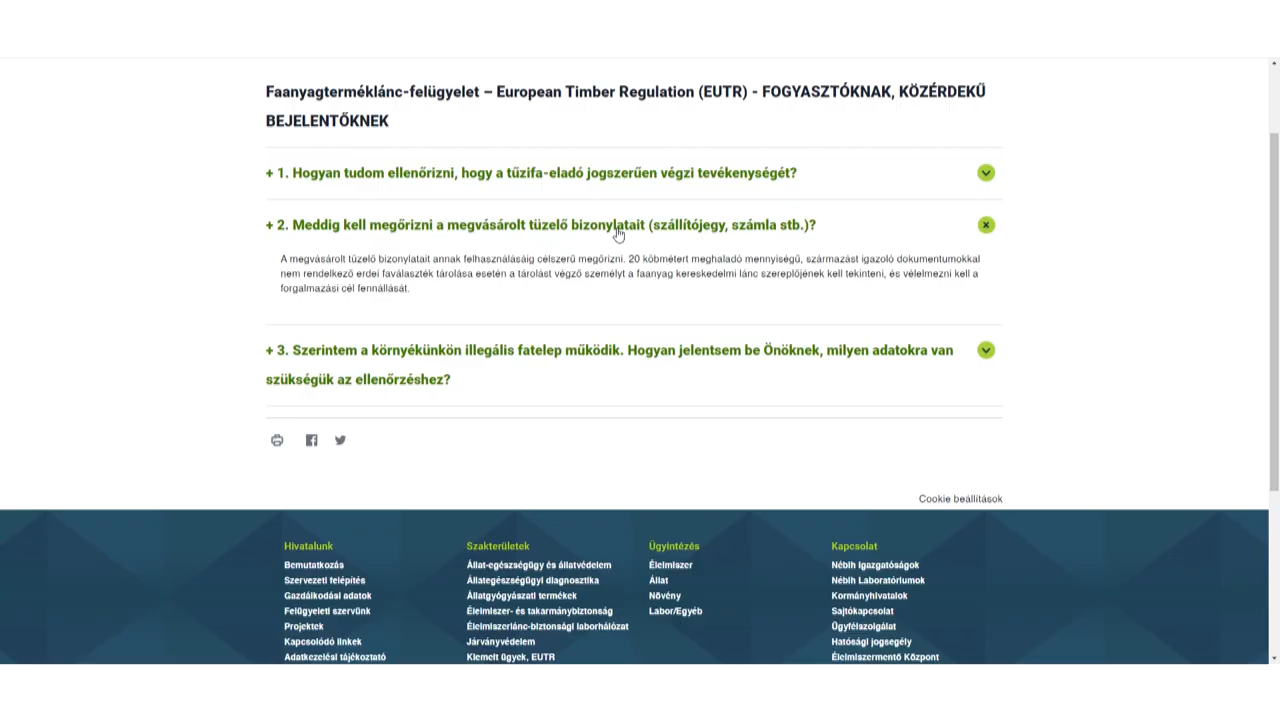 Faanyagterméklánc-felügyelet – European Timber Regulation (EUTR) - FOGYASZTÓKNAK, KÖZÉRDEKŰ
BEJELENTŐKNEK
+ 1. Hogyan tudom ellenőrizni, hogy a tűzifa-eladó jogszerűen végzi tevékenységét?
+ 2. Meddig kell megőrizni a megvásárolt tüzelő bizonylatait (szállítójegy, számla stb.)?
A megvásárolt tüzelő bizonylatait annak felhasználásáig célszerű megőrizni. 20 köbmétert meghaladó mennyiségű, származást igazoló dokumentumokkal
nem rendelkező erdei faválaszték tárolása esetén a tárolást végző személyt a faanyag kereskedelmi lánc szereplőjének kell tekinteni, és vélelmezni kell a
forgalmazási cél fennállását.
+ 3. Szerintem a környékünkön illegális fatelep működik. Hogyan jelentsem be Önöknek, milyen adatokra van
szükségük az ellenőrzéshez?
Cookie beállítások
Hivatalunk
Bemutatkozás
Szervezeti felépítés
Gazdálkodási adatok
Felügyeleti szervünk
Projektek
Kapcsolódó linkek
Adatkezelési tájékoztató
Szakterületek
Állat-egészségügy és állatvédelem
Állategészségügyi diagnosztika
Állatgyógyászati termékek
Élelmiszer- és takarmánybiztonság
Élelmiszerlánc-biztonsági laborhálózat
Járványvédelem
Kiemelt ügyek, EUTR
Ügyintézés
Élelmiszer
Állat
Növény
Labor/Egyéb
Kapcsolat
Nébih Igazgatóságok
Nébih Laboratóriumok
Kormányhivatalok
Sajtókapcsolat
Ügyfélszolgálat
Hatósági jogsegély
Élelmiszermentő Központ